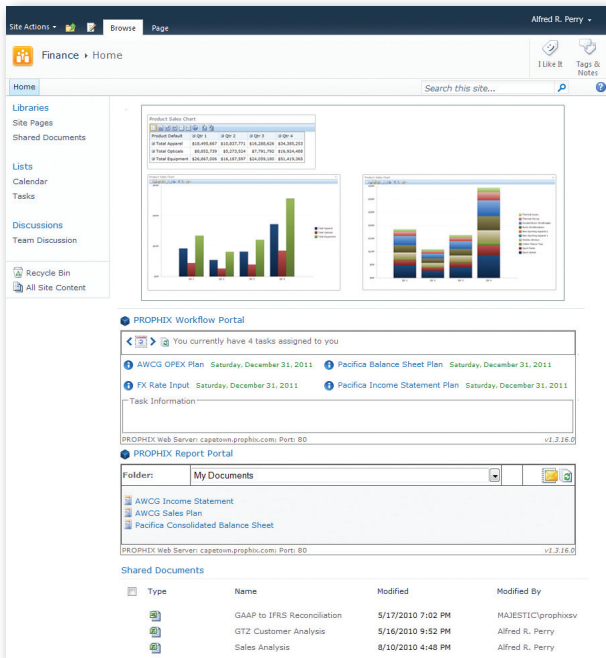 Alfred R. Perry
Site Actions
Browse
Page
Finance
Home
I Like It
Tags & Notes
Home
Search this site...
Libraries
Site Pages
Shared Documents
Lists
Calendar
Tasks
Discussions
Team Discussion
Recycle Bin
All Site Content
Product Sales Chart
Product Default Qtr 1 Qtr 2 Qtr 3 Qtr 4
Total Apparel
Total Opticals
Total Equipment
PROPHIX Workflow Portal
You currently have 4 tasks assigned to you
AWCG OPEX Plan Saturday, December 31, 2011
Pacifica Balance Sheet Plan Saturday, December 31, 2011
FX Rate Input Saturday, December 31, 2011
Pacifica Income Statement Plan Saturday, December 31, 2011
Task Information
PROPHIX Web Server: capetown.prophix.com; Port: 80 v1.3.16.0
PROPHIX Report Portal
Folder: My Documents
AWCG Income Statement
AWCG Sales Plan
Pacifica Consolidated Balance Sheet
PROPHIX Web Server: capetown.prophix.com; Port: 80 v1.3.16.0
Shared Documents
Type Name Modified Modified By
GAAP to IFRS Reconciliation 5/17/2010 7:02 PM MAJESTIC\prophixsv
GTZ Customer Analysis 5/16/2010 9:52 PM Alfred R. Perry
Sales Analysis 8/10/2010 4:48 PM Alfred R. Perry